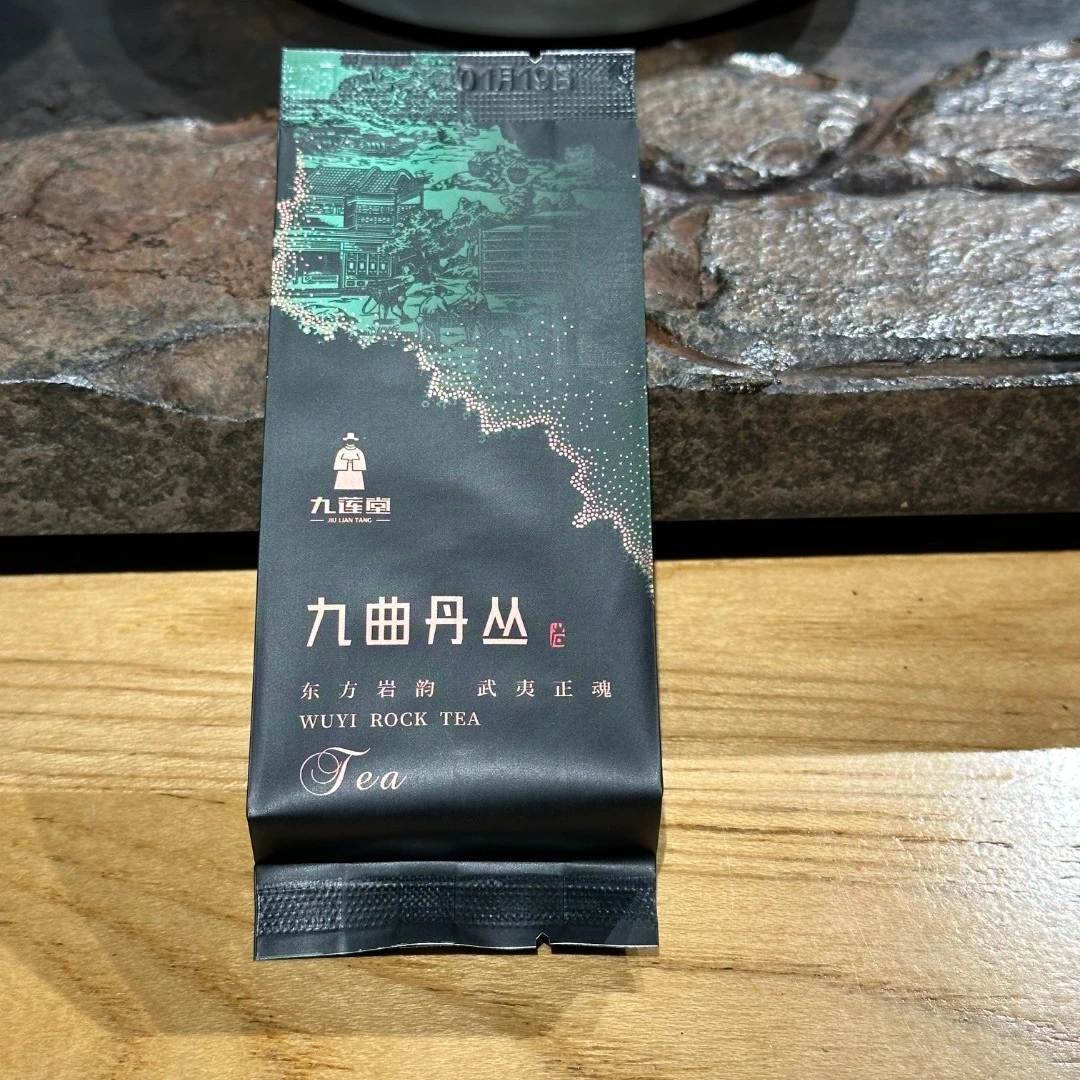 01月19日
九莲堂
JIU LIAN TANG
九曲丹丛
岩
东方岩韵 武夷正魂
WUYI ROCK TEA
Tea